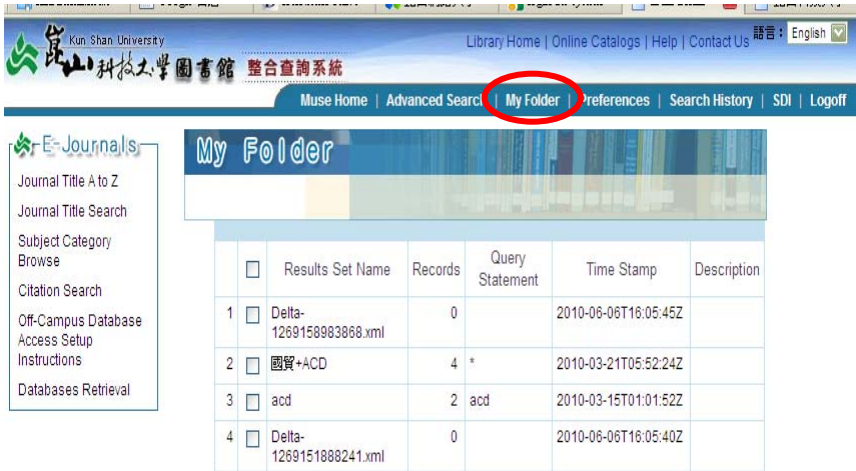 Kun Shan University
崑山科技大學圖書館 整合查詢系統
Library Home | Online Catalogs | Help | Contact Us
語言: English
Muse Home | Advanced Search | My Folder | Preferences | Search History | SDI | Logoff
E-Journals
Journal Title A to Z
Journal Title Search
Subject Category
Browse
Citation Search
Off-Campus Database
Access Setup
Instructions
Databases Retrieval
My Folder
Results Set Name Records Query Statement Time Stamp Description
1 Delta-1269158983868.xml 0 2010-06-06T16:05:45Z
2 國貿+ACD 4 * 2010-03-21T05:52:24Z
3 acd 2 acd 2010-03-15T01:01:52Z
4 Delta-1269151888241.xml 0 2010-06-06T16:05:40Z